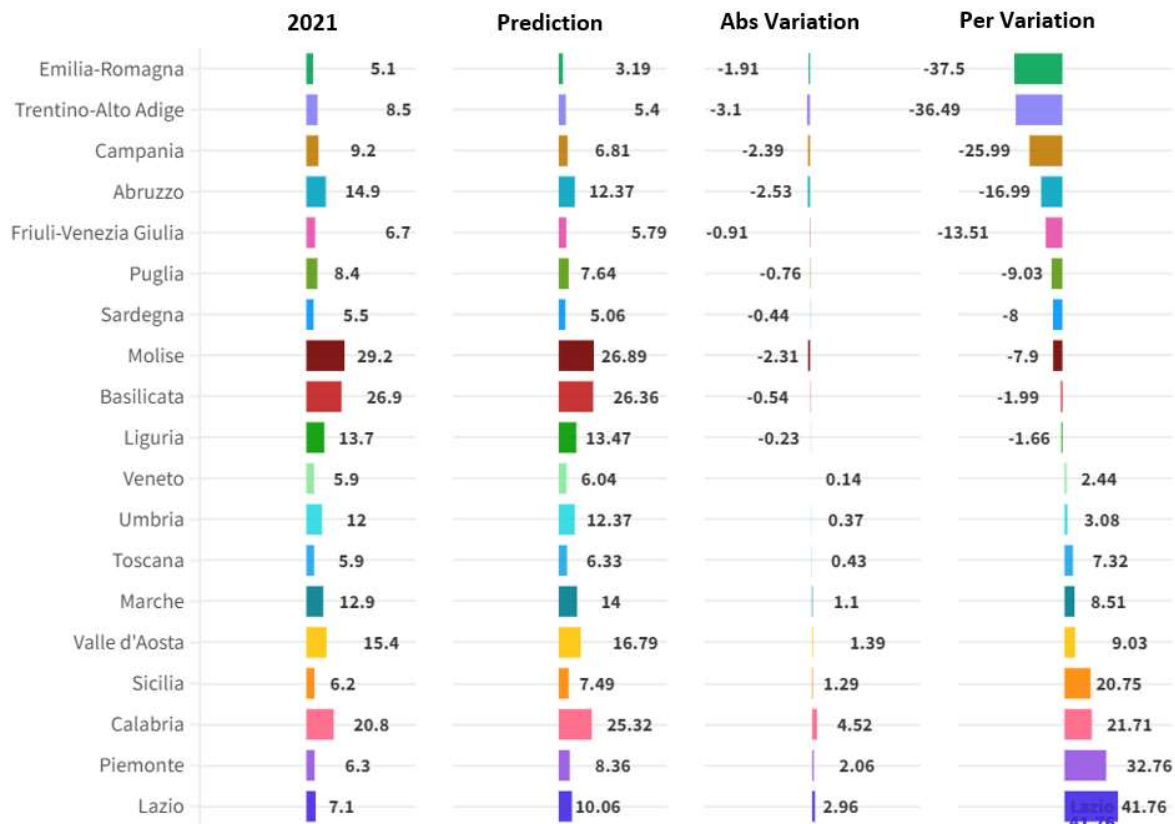 2021 Prediction Abs Variation Per Variation
Emilia-Romagna 5.1 3.19 -1.91 -37.5
Trentino-Alto Adige 8.5 5.4 -3.1 -36.49
Campania 9.2 6.81 -2.39 -25.99
Abruzzo 14.9 12.37 -2.53 -16.99
Friuli-Venezia Giulia 6.7 5.79 -0.91 -13.51
Puglia 8.4 7.64 -0.76 -9.03
Sardegna 5.5 5.06 -0.44 -8
Molise 29.2 26.89 -2.31 -7.9
Basilicata 26.9 26.36 -0.54 -1.99
Liguria 13.7 13.47 -0.23 -1.66
Veneto 5.9 6.04 0.14 2.44
Umbria 12 12.37 0.37 3.08
Toscana 5.9 6.33 0.43 7.32
Marche 12.9 14 1.1 8.51
Valle d'Aosta 15.4 16.79 1.39 9.03
Sicilia 6.2 7.49 1.29 20.75
Calabria 20.8 25.32 4.52 21.71
Piemonte 6.3 8.36 2.06 32.76
Lazio 7.1 10.06 2.96 Lazio 41.76
41.76